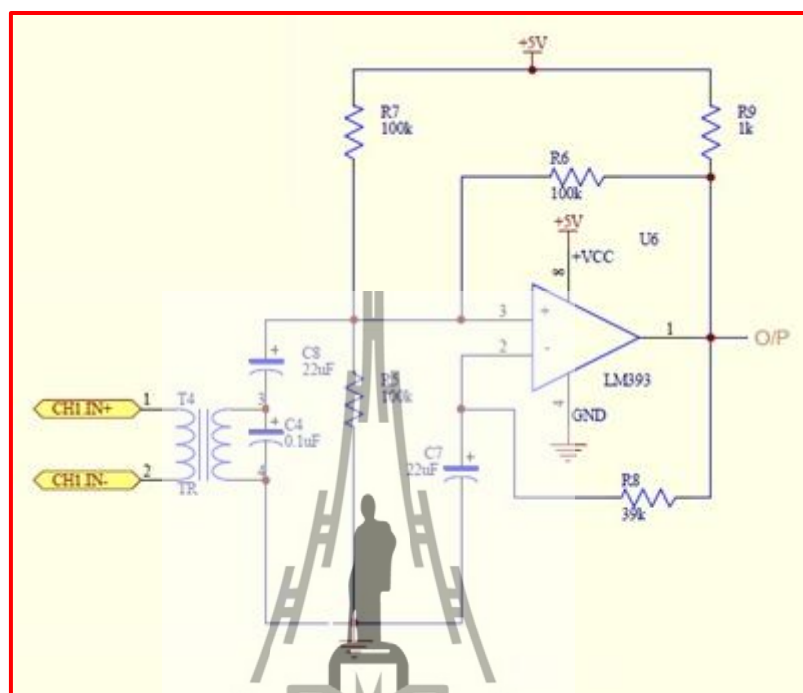 +5V
R7
100k
R9
1k
R6
100k
+5V
U6
+VCC
8
3
+
1
O/P
2
-
LM393
4
GND
C8
+
22uF
R5
100k
CH1 IN+
1
T4
3
+
C4
0.1uF
CH1 IN-
2
TR
4
C7
+
22uF
R8
39k